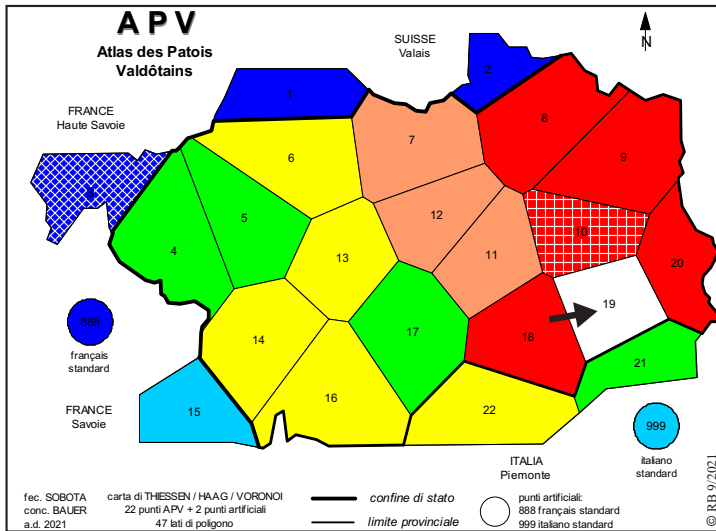 A P V
Atlas des Patois
Valdôtains
SUISSE
Valais
N
FRANCE
Haute Savoie
1
2
3
4
5
6
7
8
9
10
11
12
13
14
15
16
17
18
19
20
21
22
888
français
standard
FRANCE
Savoie
999
italiano
standard
ITALIA
Piemonte
fec. SOBOTA
conc. BAUER
a.d. 2021
carta di THIESSEN / HAAG / VORONOI
22 punti APV + 2 punti artificiali
47 lati di poligono
confine di stato
limite provinciale
punti artificiali:
888 français standard
999 italiano standard
© RB 9/2021